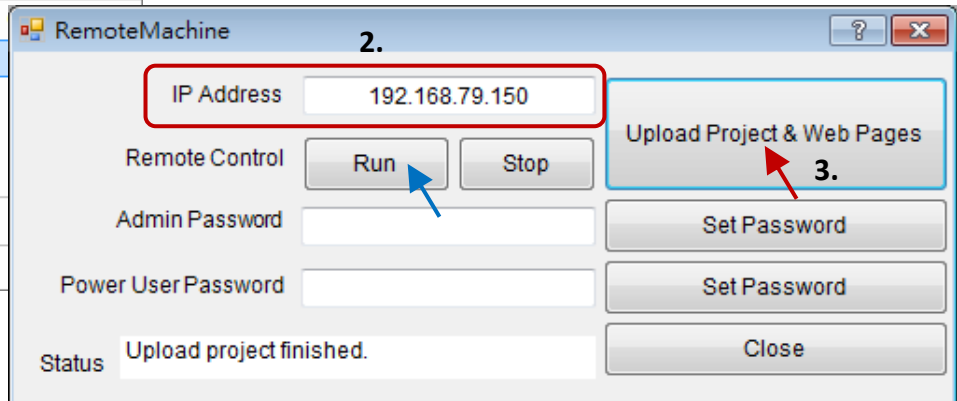 RemoteMachine
2.
IP Address 192.168.79.150
Upload Project & Web Pages
3.
Remote Control Run Stop
Admin Password Set Password
Power User Password Set Password
Status Upload project finished. Close